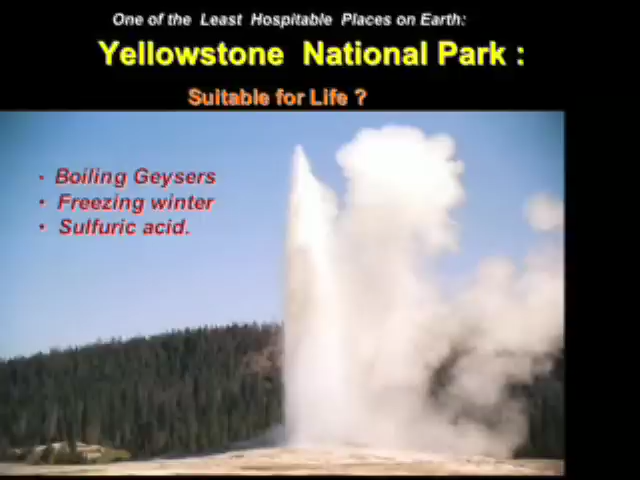 One of the Least Hospitable Places on Earth:
Yellowstone National Park :
Suitable for Life ?
• Boiling Geysers
• Freezing winter
• Sulfuric acid.